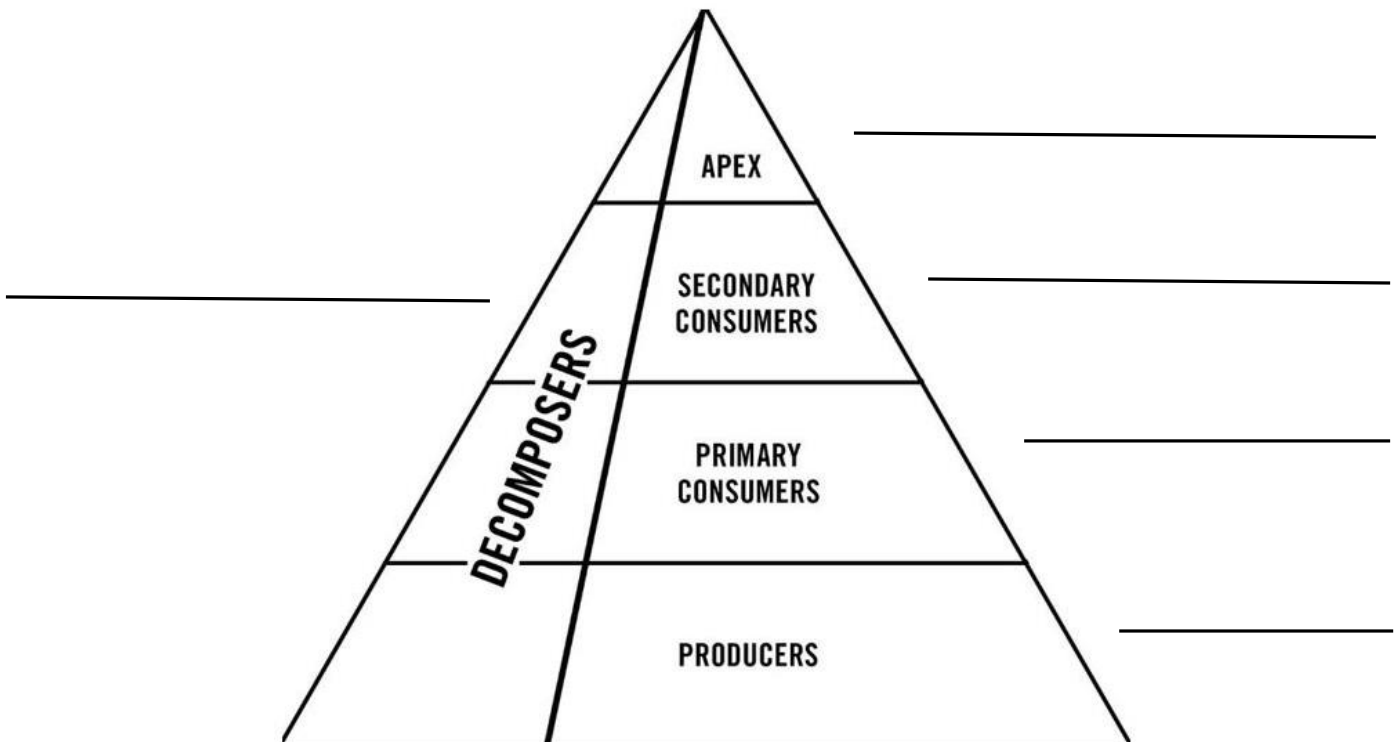 APEX
SECONDARY
CONSUMERS
DECOMPOSERS
PRIMARY
CONSUMERS
PRODUCERS